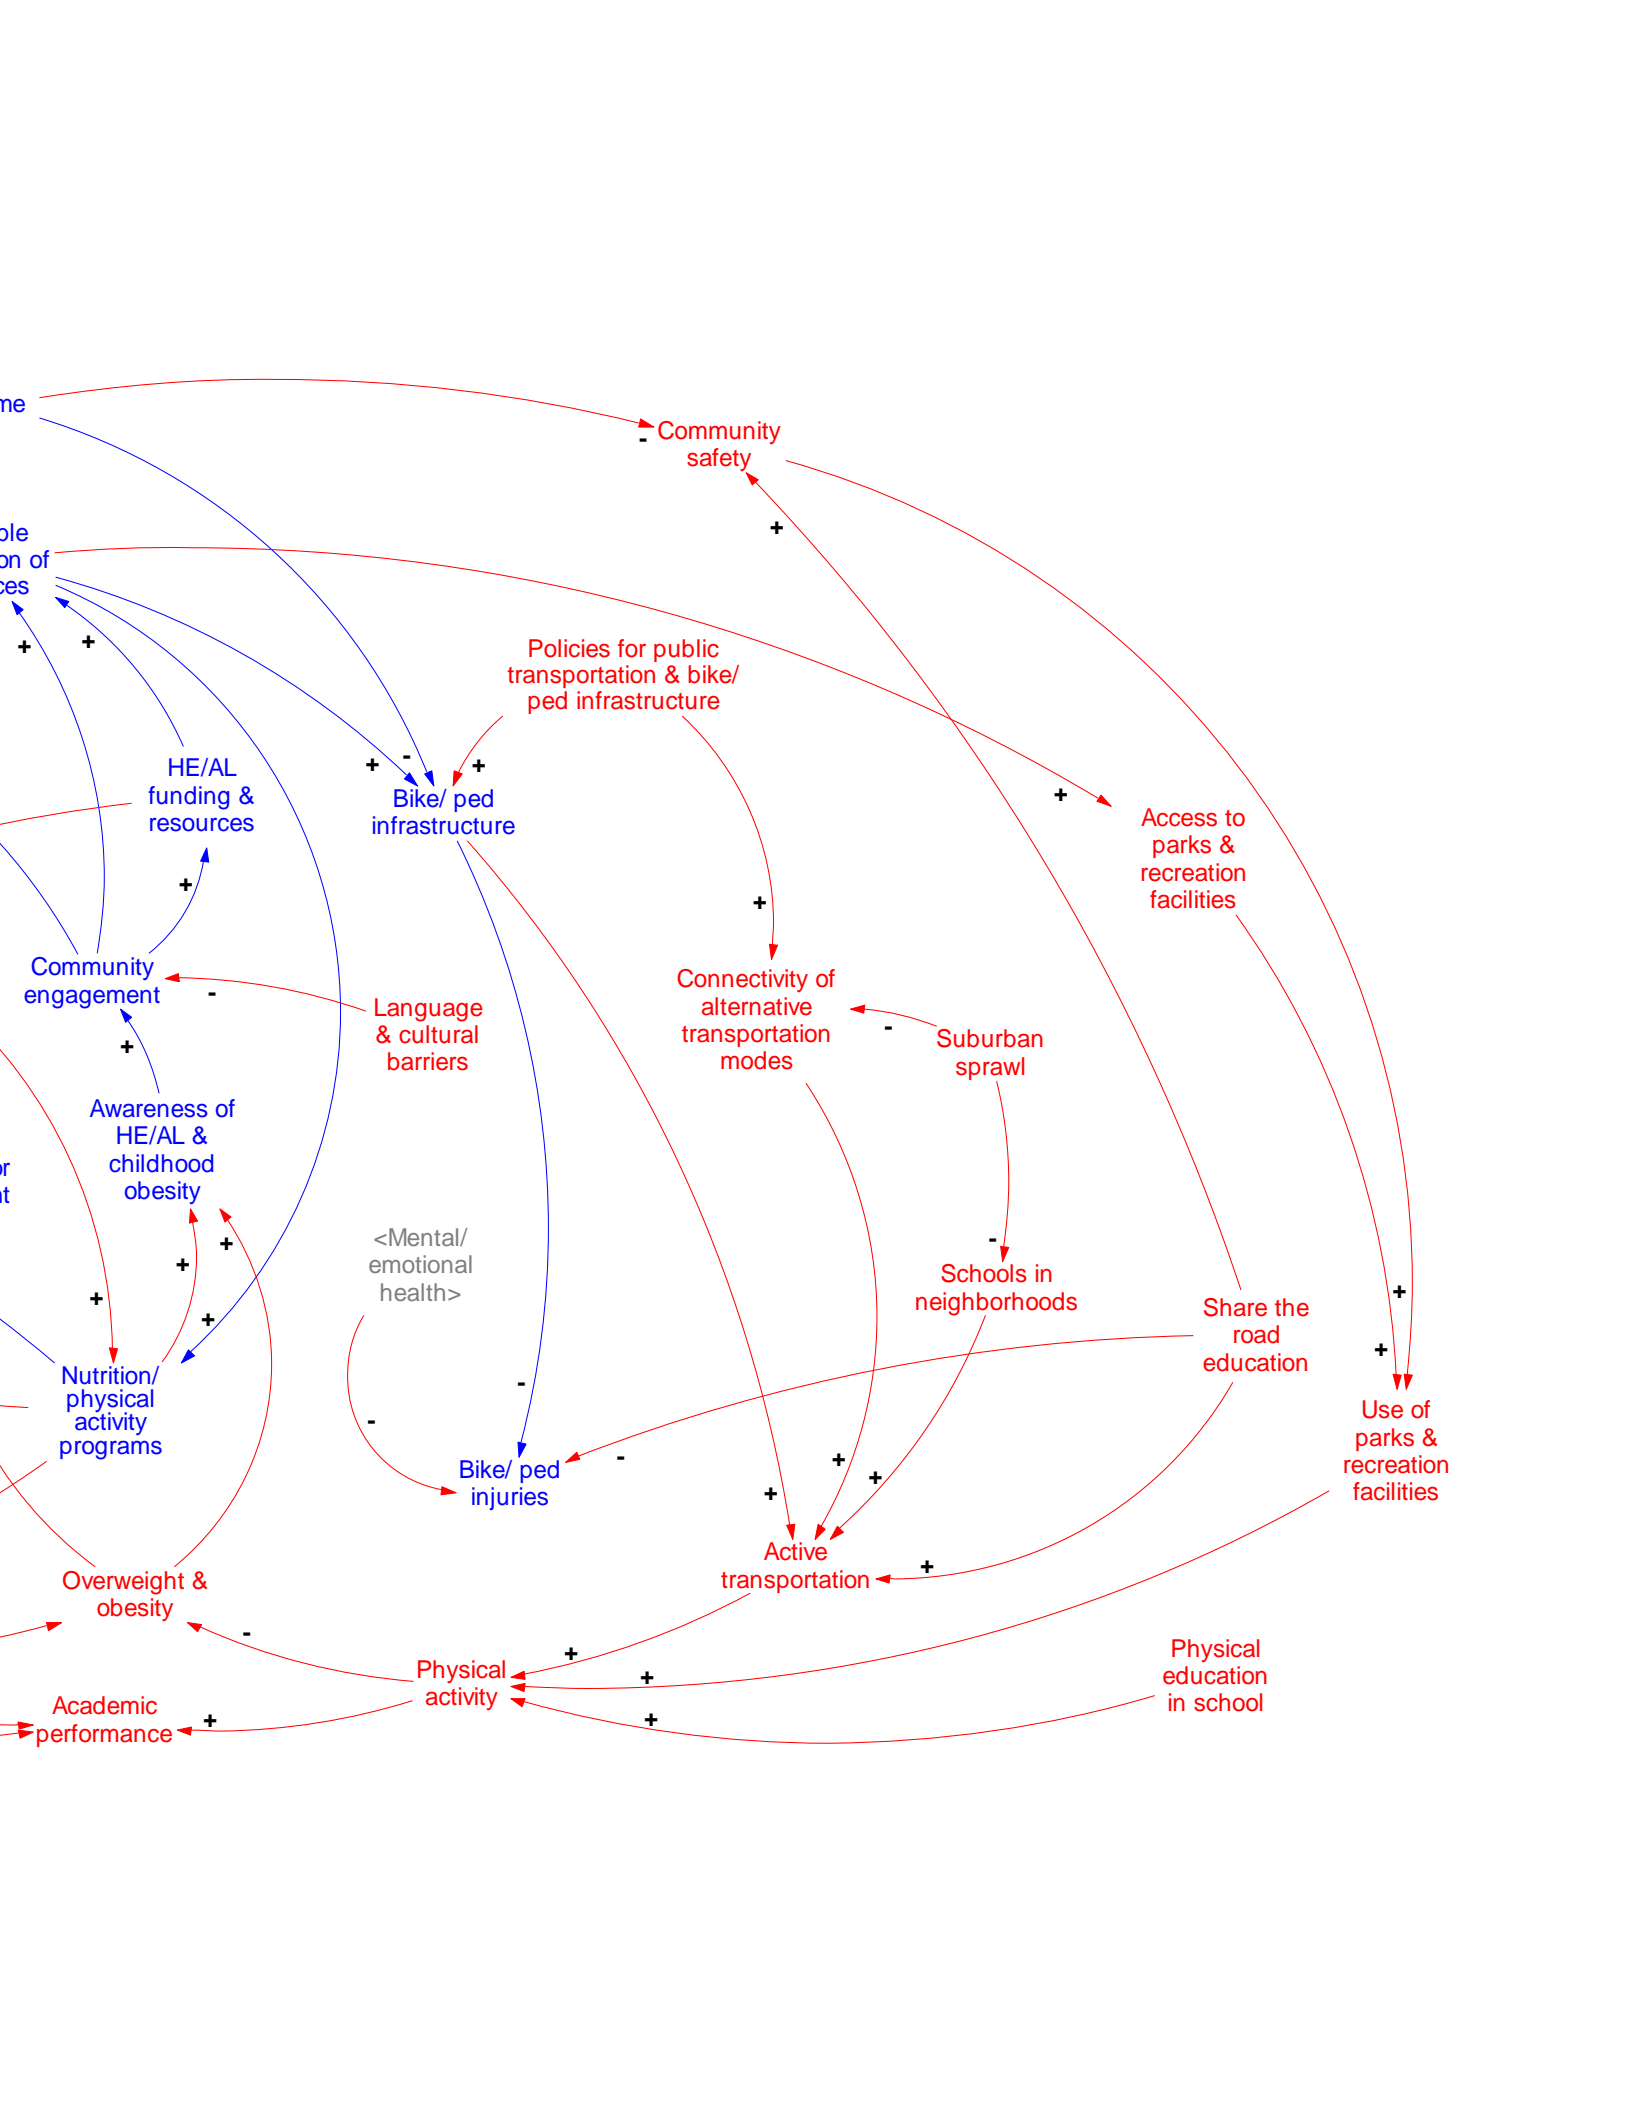 me
Community
safety
ble
on of
ces
Policies for public
transportation & bike/
ped infrastructure
HE/AL
funding &
resources
Bike/ ped
infrastructure
Access to
parks &
recreation
facilities
Community
engagement
Language
& cultural
barriers
Connectivity of
alternative
transportation
modes
Suburban
sprawl
Awareness of
HE/AL &
childhood
obesity
or
nt
<Mental/
emotional
health>
Schools in
neighborhoods
Share the
road
education
Nutrition/
physical
activity
programs
Bike/ ped
injuries
Use of
parks &
recreation
facilities
Active
transportation
Overweight &
obesity
Physical
activity
Physical
education
in school
Academic
performance